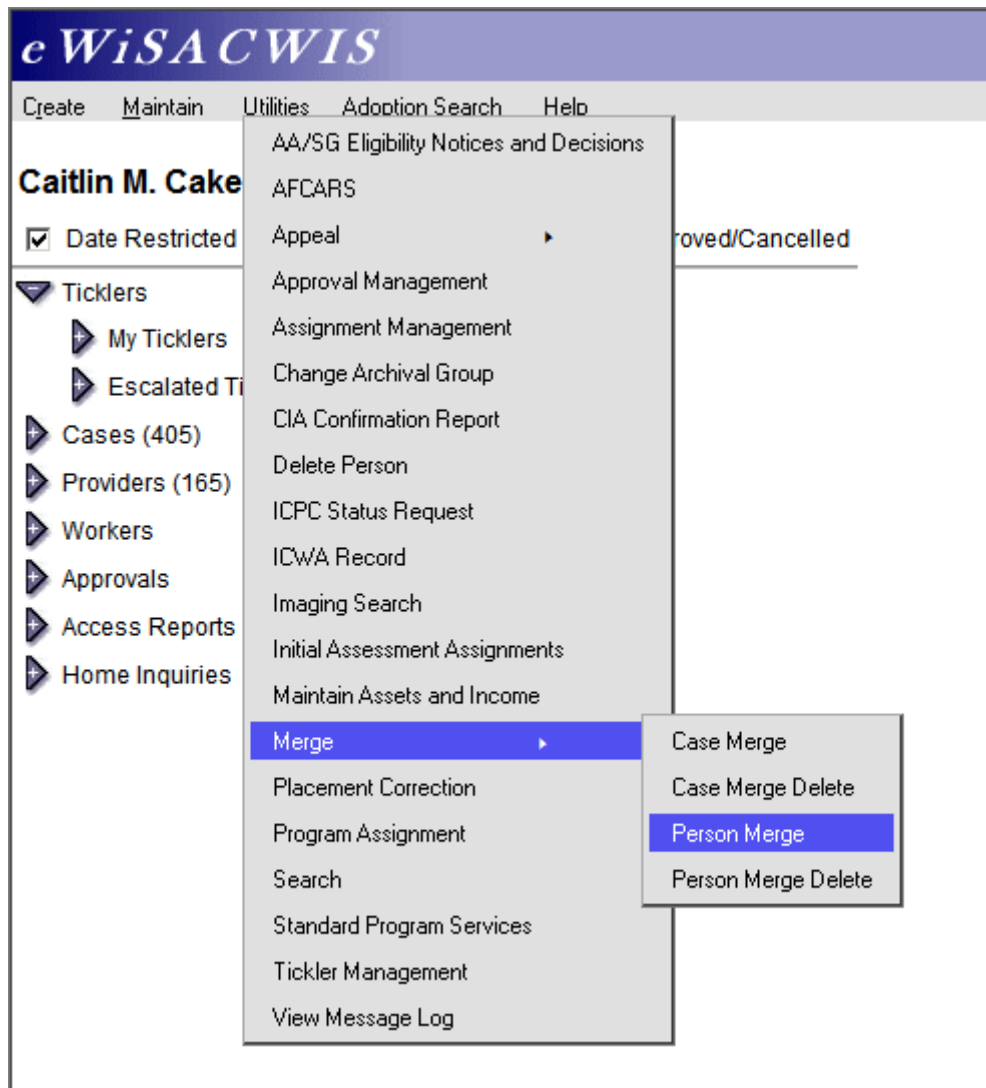 e WiSACWIS
Create Maintain Utilities Adoption Search Help
Caitlin M. Cake
Date Restricted roved/Cancelled
Ticklers
My Ticklers
Escalated Ti
Cases (405)
Providers (165)
Workers
Approvals
Access Reports
Home Inquiries
AA/SG Eligibility Notices and Decisions
AFCARS
Appeal
Approval Management
Assignment Management
Change Archival Group
CIA Confirmation Report
Delete Person
ICPC Status Request
ICWA Record
Imaging Search
Initial Assessment Assignments
Maintain Assets and Income
Merge
Placement Correction
Program Assignment
Search
Standard Program Services
Tickler Management
View Message Log
Case Merge
Case Merge Delete
Person Merge
Person Merge Delete